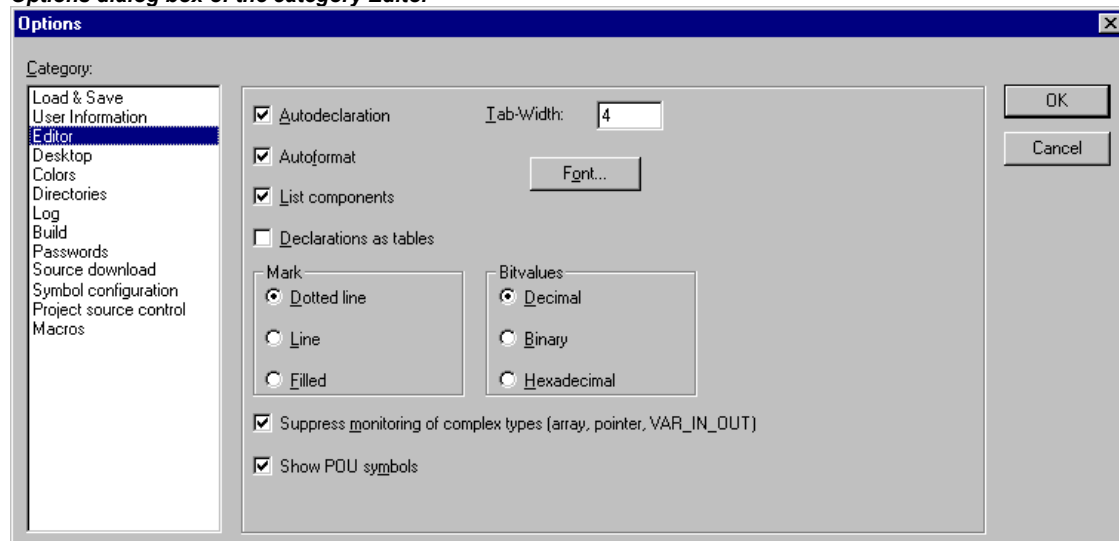 Options dialog box of the category Editor
Options
Category:
Load & Save
User Information
Editor
Desktop
Colors
Directories
Log
Build
Passwords
Source download
Symbol configuration
Project source control
Macros
Autodeclaration
Tab-Width: 4
Autoformat
Font...
List components
Declarations as tables
Mark
Dotted line
Line
Filled
Bitvalues
Decimal
Binary
Hexadecimal
Suppress monitoring of complex types (array, pointer, VAR_IN_OUT)
Show POU symbols
OK
Cancel